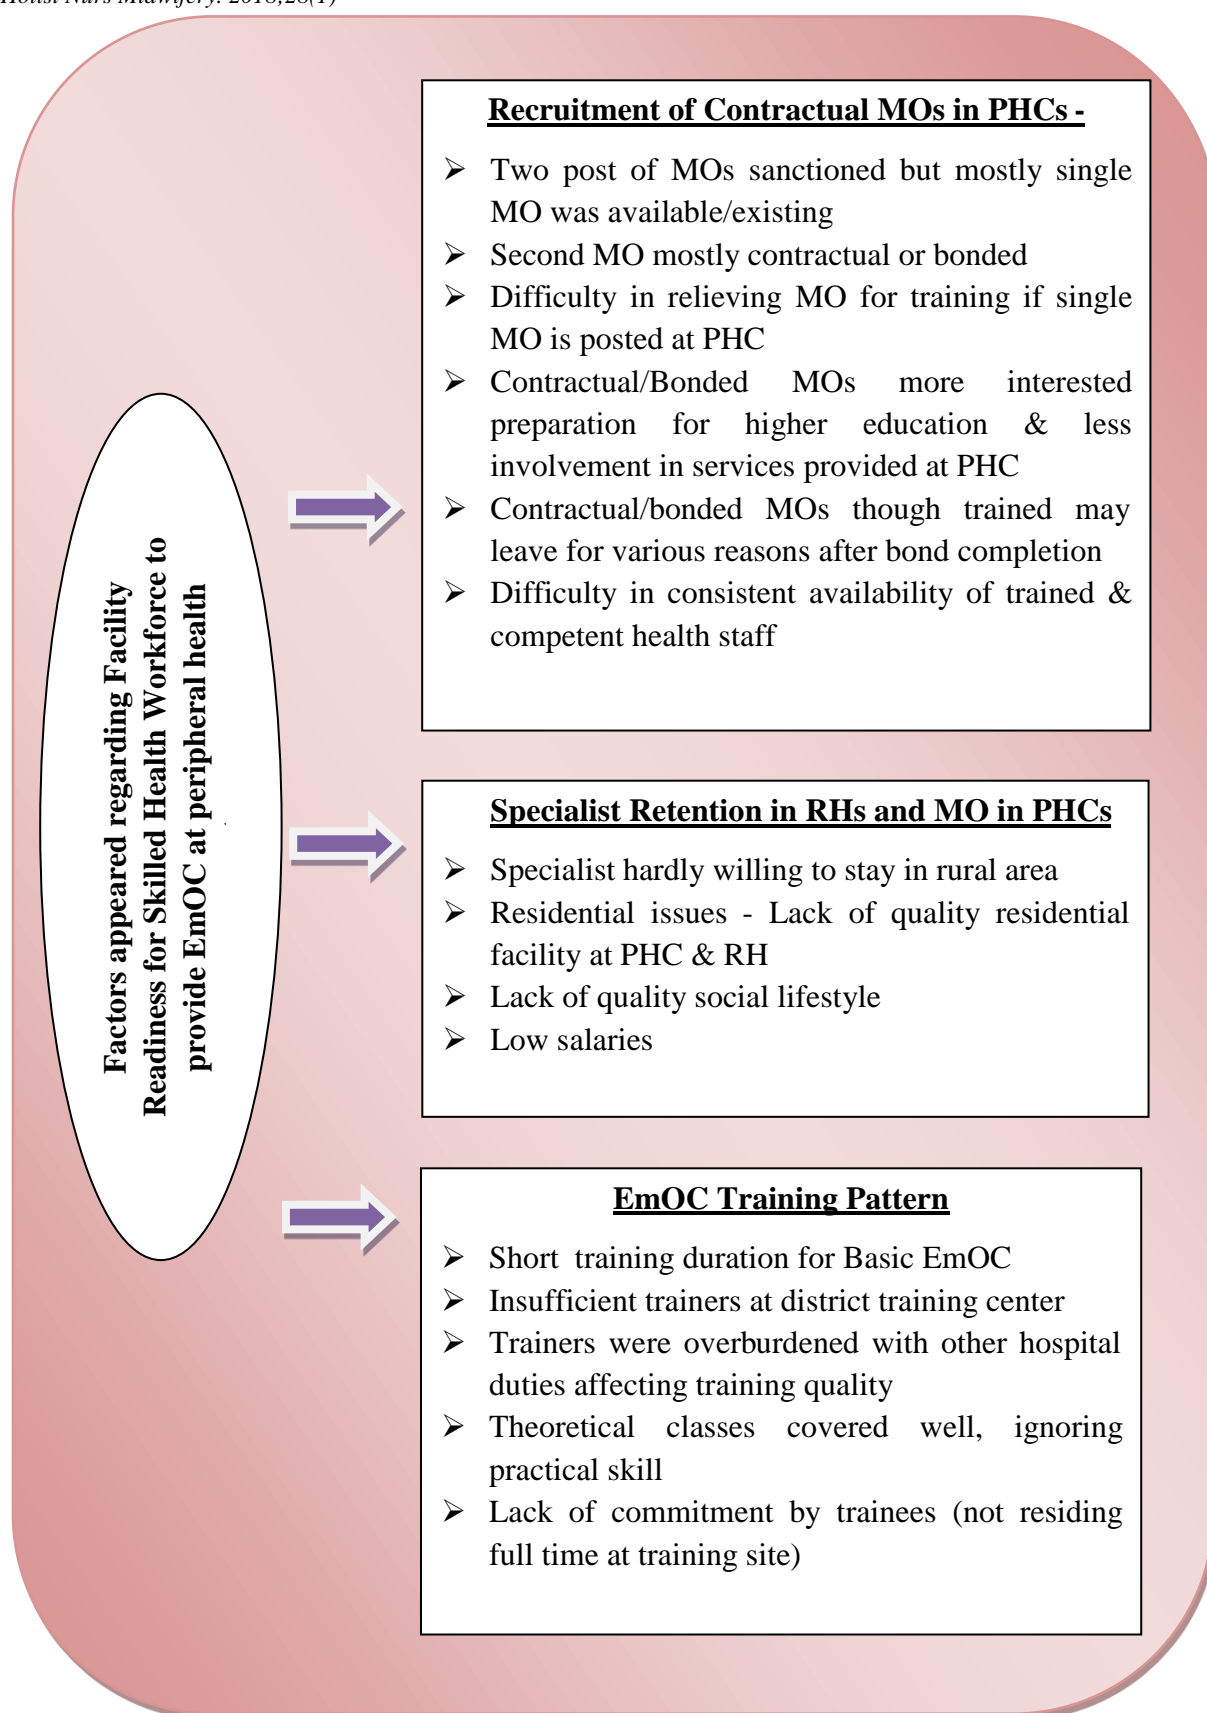 Holist Nurs Midwifery. 2018;28(1)
Recruitment of Contractual MOs in PHCs -
➢ Two post of MOs sanctioned but mostly single
MO was available/existing
➢ Second MO mostly contractual or bonded
➢ Difficulty in relieving MO for training if single
MO is posted at PHC
➢ Contractual/Bonded MOs more interested
preparation for higher education & less
involvement in services provided at PHC
➢ Contractual/bonded MOs though trained may
leave for various reasons after bond completion
➢ Difficulty in consistent availability of trained &
competent health staff
Factors appeared regarding Facility
Readiness for Skilled Health Workforce to
provide EmOC at peripheral health
Specialist Retention in RHs and MO in PHCs
➢ Specialist hardly willing to stay in rural area
➢ Residential issues - Lack of quality residential
facility at PHC & RH
➢ Lack of quality social lifestyle
➢ Low salaries
EmOC Training Pattern
➢ Short training duration for Basic EmOC
➢ Insufficient trainers at district training center
➢ Trainers were overburdened with other hospital
duties affecting training quality
➢ Theoretical classes covered well, ignoring
practical skill
➢ Lack of commitment by trainees (not residing
full time at training site)